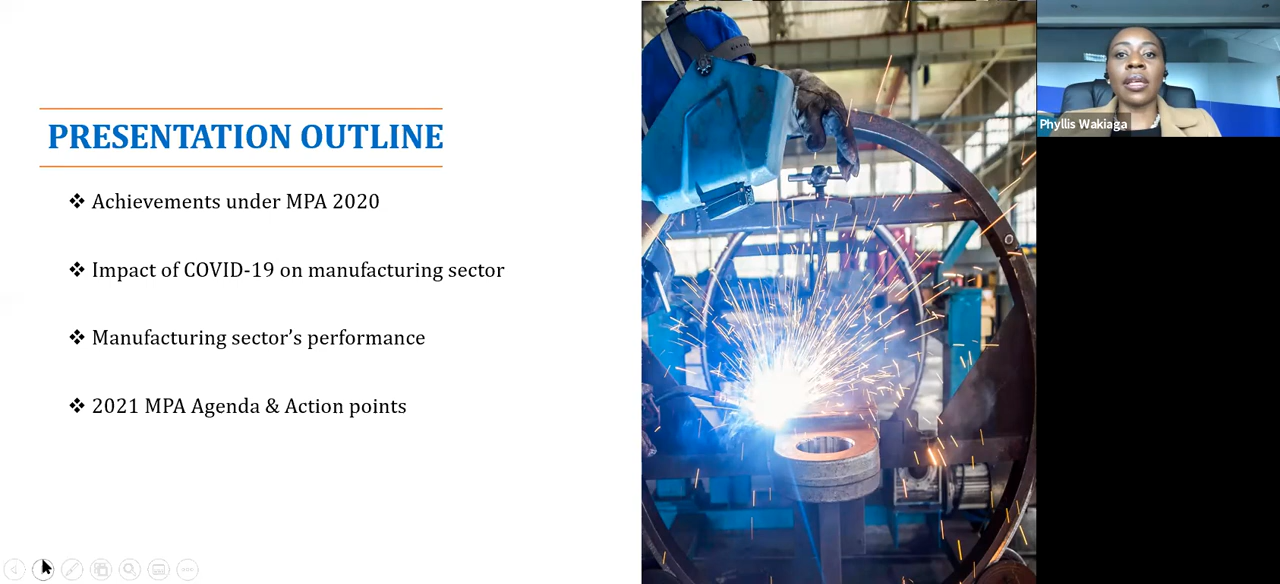 PRESENTATION OUTLINE
❖ Achievements under MPA 2020
❖ Impact of COVID-19 on manufacturing sector
❖ Manufacturing sector’s performance
❖ 2021 MPA Agenda & Action points
Phyllis Wakiaga